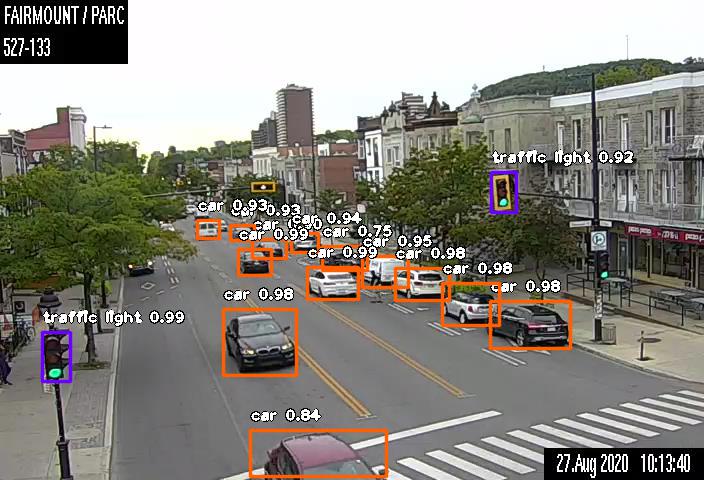 FAIRMOUNT / PARC
527-133
traffic light 0.92
car 0.93
car 0.93
car 0.94
car 0.75
car 0.99
car 0.95
car 0.99
car 0.98
car 0.98
car 0.98
car 0.98
traffic light 0.99
car 0.84
27.Aug 2020 10:13:40